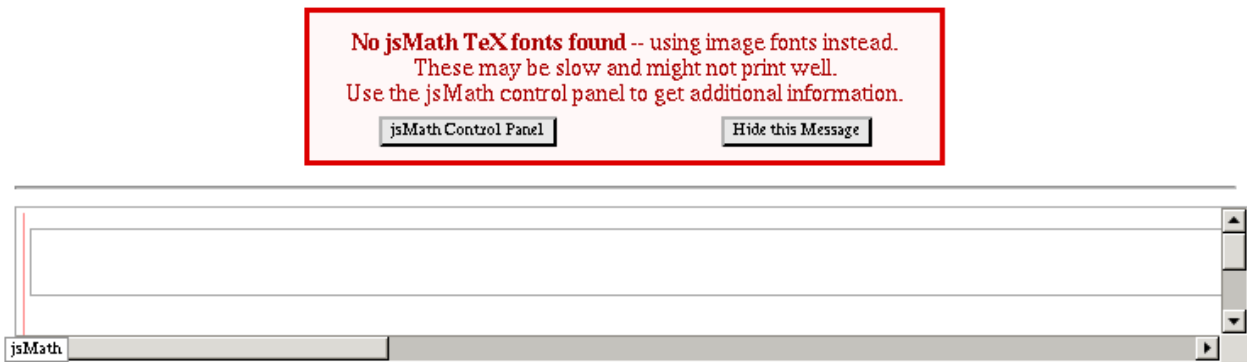 No jsMath TeX fonts found -- using image fonts instead.
These may be slow and might not print well.
Use the jsMath control panel to get additional information.
jsMath Control Panel Hide this Message
jsMath